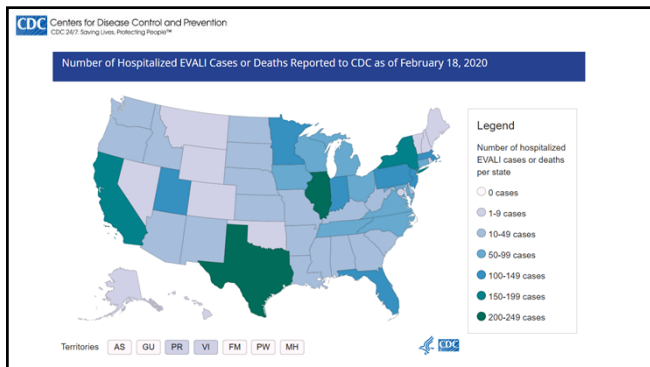 CDC Centers for Disease Control and Prevention
CDC 24/7: Saving Lives, Protecting People™
Number of Hospitalized EVALI Cases or Deaths Reported to CDC as of February 18, 2020
Legend
Number of hospitalized
EVALI cases or deaths
per state
0 cases
1-9 cases
10-49 cases
50-99 cases
100-149 cases
150-199 cases
200-249 cases
Territories AS GU PR VI FM PW MH
CDC